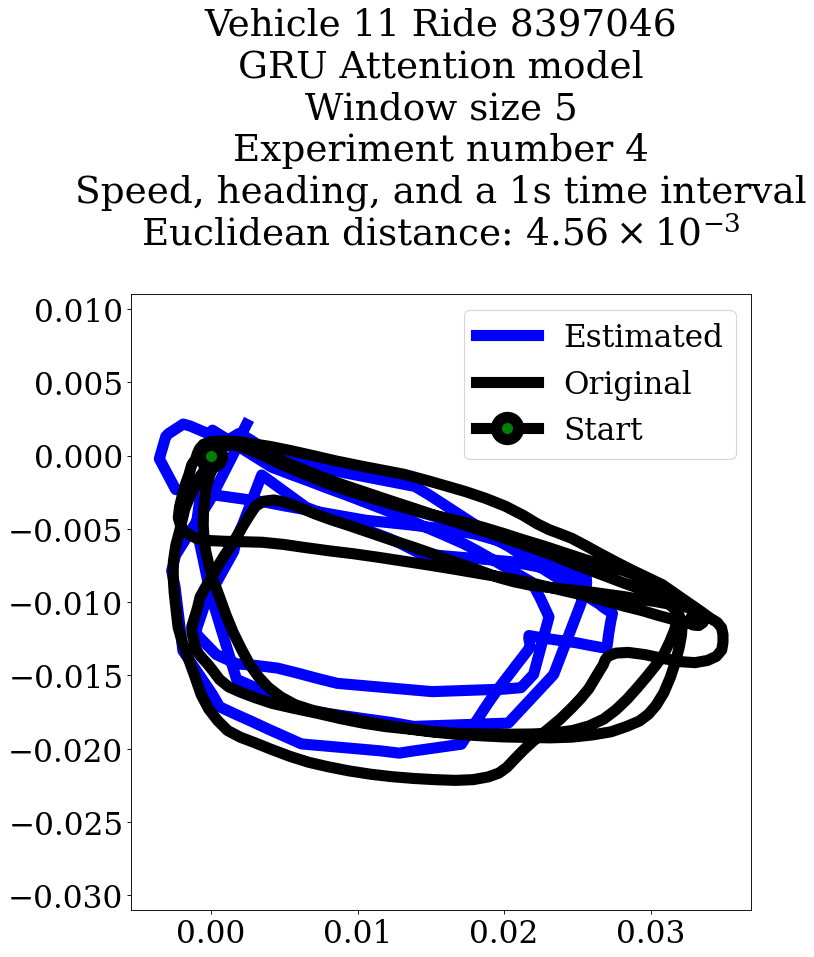 Vehicle 11 Ride 8397046
GRU Attention model
Window size 5
Experiment number 4
Speed, heading, and a 1s time interval
Euclidean distance: 4.56 × 10⁻³
Estimated
Original
Start
0.010
0.005
0.000
−0.005
−0.010
−0.015
−0.020
−0.025
−0.030
0.00 0.01 0.02 0.03